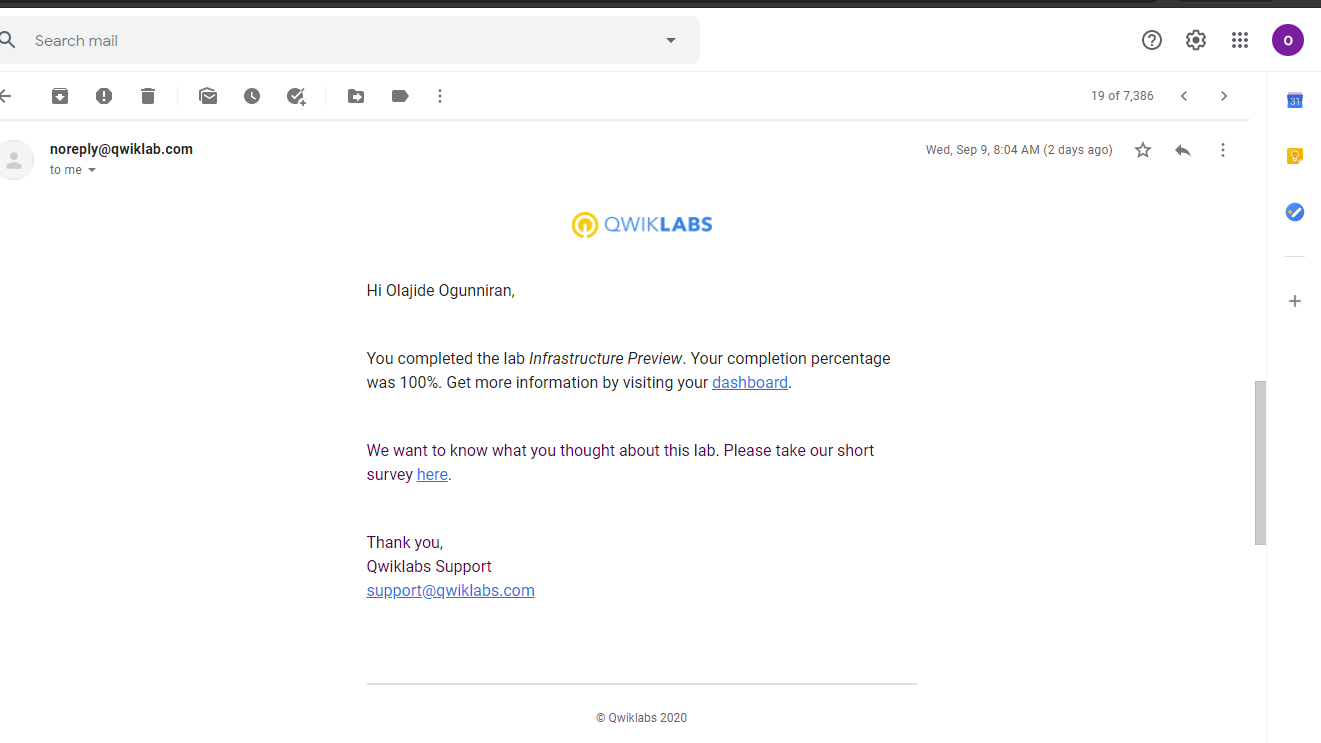 Search mail
O
19 of 7,386
31
noreply@qwiklab.com
Wed, Sep 9, 8:04 AM (2 days ago)
to me
QWIKLABS
Hi Olajide Ogunniran,
You completed the lab Infrastructure Preview. Your completion percentage
was 100%. Get more information by visiting your dashboard.
We want to know what you thought about this lab. Please take our short
survey here.
Thank you,
Qwiklabs Support
support@qwiklabs.com
© Qwiklabs 2020